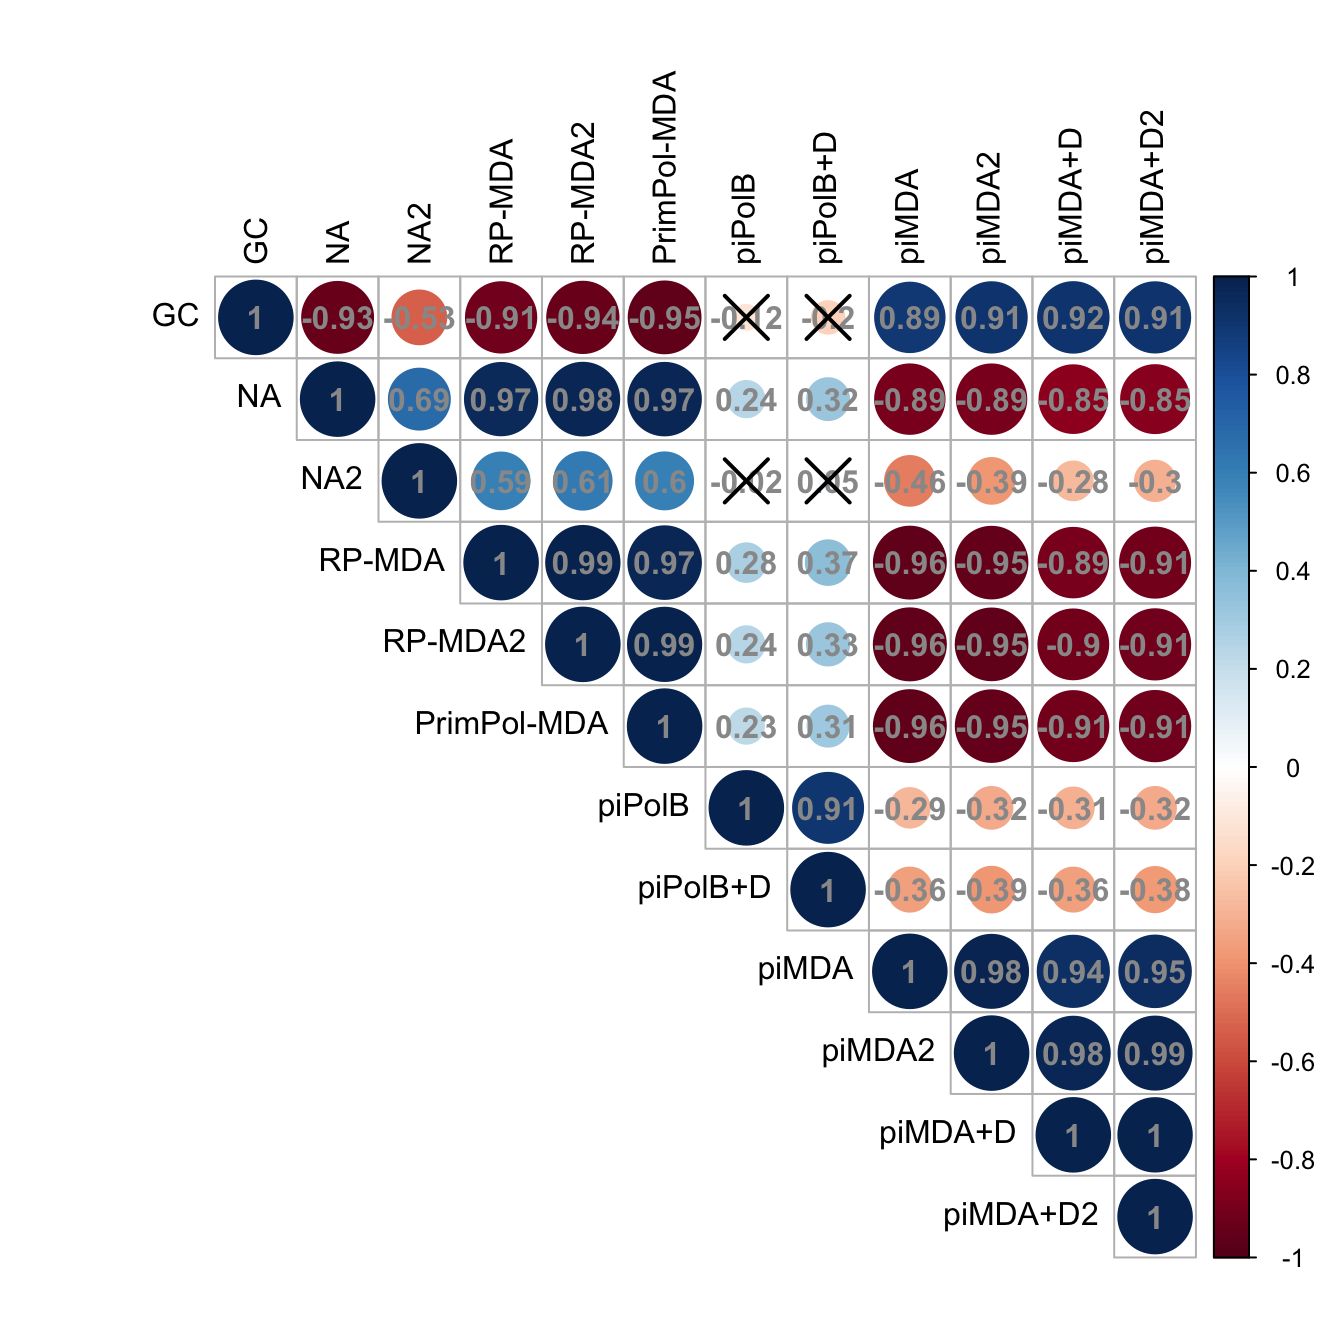 GC NA NA2 RP-MDA RP-MDA2 PrimPol-MDA piPolB piPolB+D piMDA piMDA2 piMDA+D piMDA+D2
GC 1 -0.93 -0.53 -0.91 -0.94 -0.95 -0.12 -0.2 0.89 0.91 0.92 0.91
NA 1 0.69 0.97 0.98 0.97 0.24 0.32 -0.89 -0.89 -0.85 -0.85
NA2 1 0.59 0.61 0.6 -0.02 0.05 -0.46 -0.39 -0.28 -0.3
RP-MDA 1 0.99 0.97 0.28 0.37 -0.96 -0.95 -0.89 -0.91
RP-MDA2 1 0.99 0.24 0.33 -0.96 -0.95 -0.9 -0.91
PrimPol-MDA 1 0.23 0.31 -0.96 -0.95 -0.91 -0.91
piPolB 1 0.91 -0.29 -0.32 -0.31 -0.32
piPolB+D 1 -0.36 -0.39 -0.36 -0.38
piMDA 1 0.98 0.94 0.95
piMDA2 1 0.98 0.99
piMDA+D 1 1
piMDA+D2 1
1
0.8
0.6
0.4
0.2
0
-0.2
-0.4
-0.6
-0.8
-1